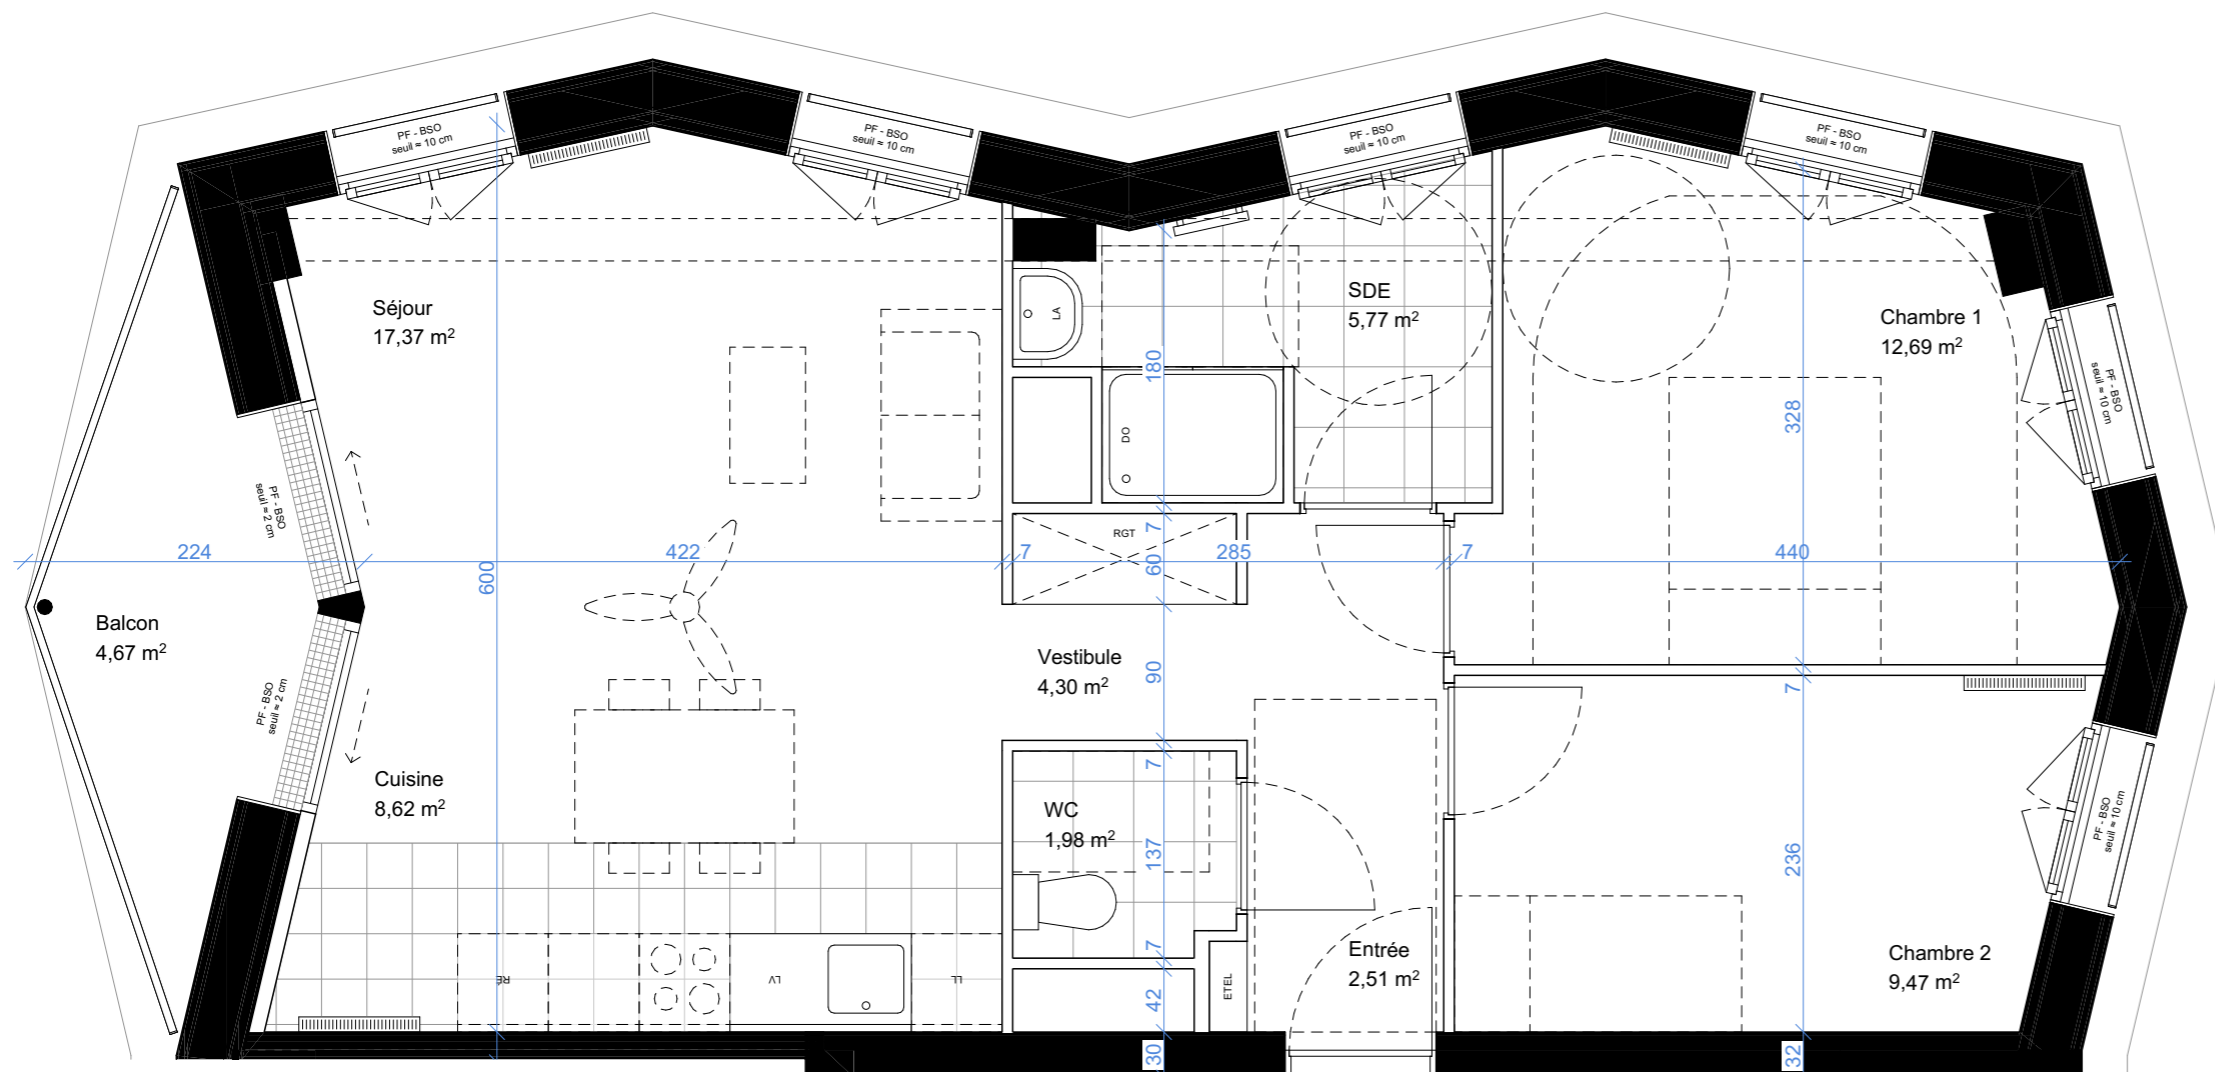 PF - BSO
seuil ≈ 10 cm
PF - BSO
seuil ≈ 10 cm
PF - BSO
seuil ≈ 10 cm
PF - BSO
seuil ≈ 10 cm
Séjour
17,37 m²
LA
SDE
5,77 m²
Chambre 1
12,69 m²
180
328
PF - BSO
seuil ≈ 10 cm
DO
PF - BSO
seuil ≈ 2 cm
RGT
7
224
422
7
285
7
440
600
60
Balcon
4,67 m²
Vestibule
4,30 m²
90
7
PF - BSO
seuil ≈ 2 cm
Cuisine
8,62 m²
7
WC
1,98 m²
137
236
PF - BSO
seuil ≈ 10 cm
7
Entrée
2,51 m²
Chambre 2
9,47 m²
RÉ
LV
LL
ETEL
42
30
32